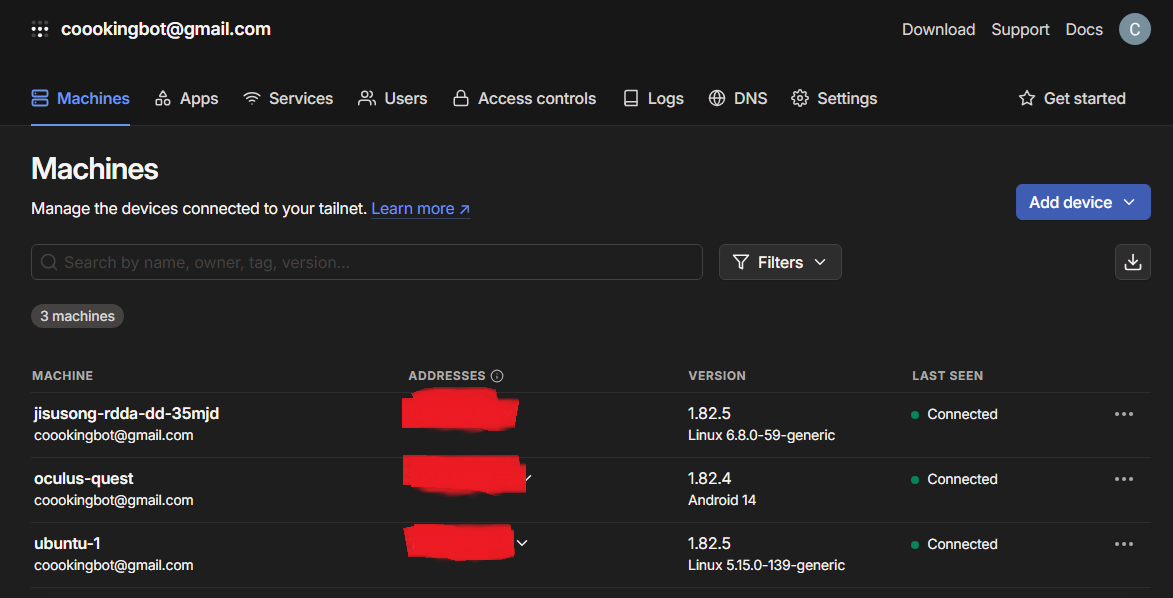 coookingbot@gmail.com Download Support Docs C
Machines Apps Services Users Access controls Logs DNS Settings Get started
Machines
Manage the devices connected to your tailnet. Learn more ↗
Add device
Search by name, owner, tag, version...
Filters
3 machines
MACHINE ADDRESSES VERSION LAST SEEN
jisusong-rdda-dd-35mjd 1.82.5 Connected
coookingbot@gmail.com Linux 6.8.0-59-generic
oculus-quest 1.82.4 Connected
coookingbot@gmail.com Android 14
ubuntu-1 1.82.5 Connected
coookingbot@gmail.com Linux 5.15.0-139-generic